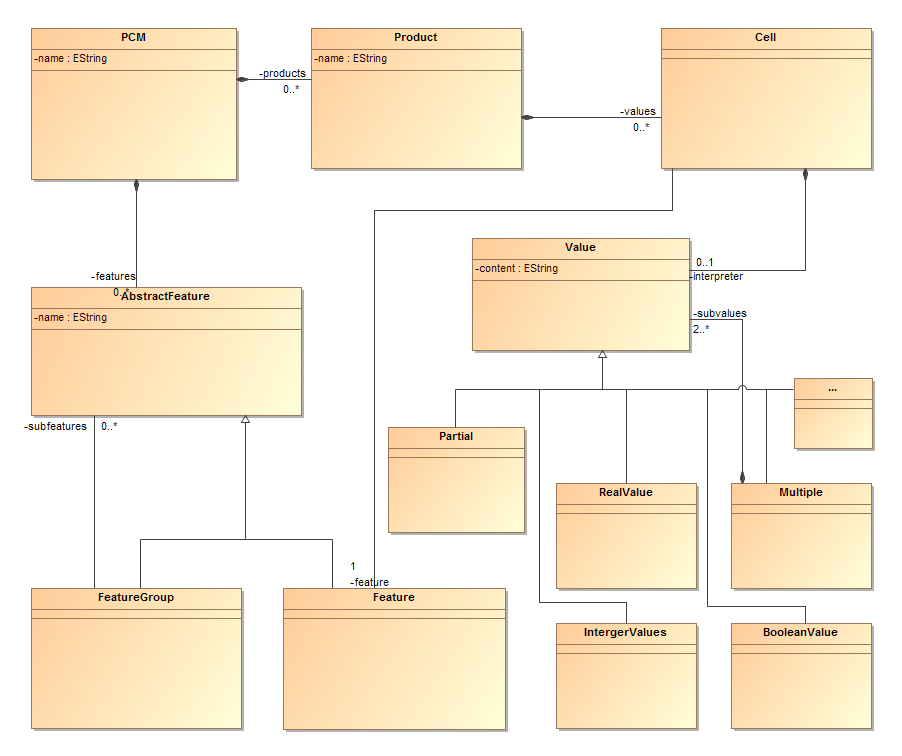 PCM
-name : EString
Product
-name : EString
Cell
-products
0..*
-values
0..*
Value
-content : EString
0..1
-interpreter
-features
0..*
AbstractFeature
-name : EString
-subvalues
2..*
...
-subfeatures
0..*
Partial
RealValue
Multiple
1
-feature
FeatureGroup
Feature
IntergerValues
BooleanValue